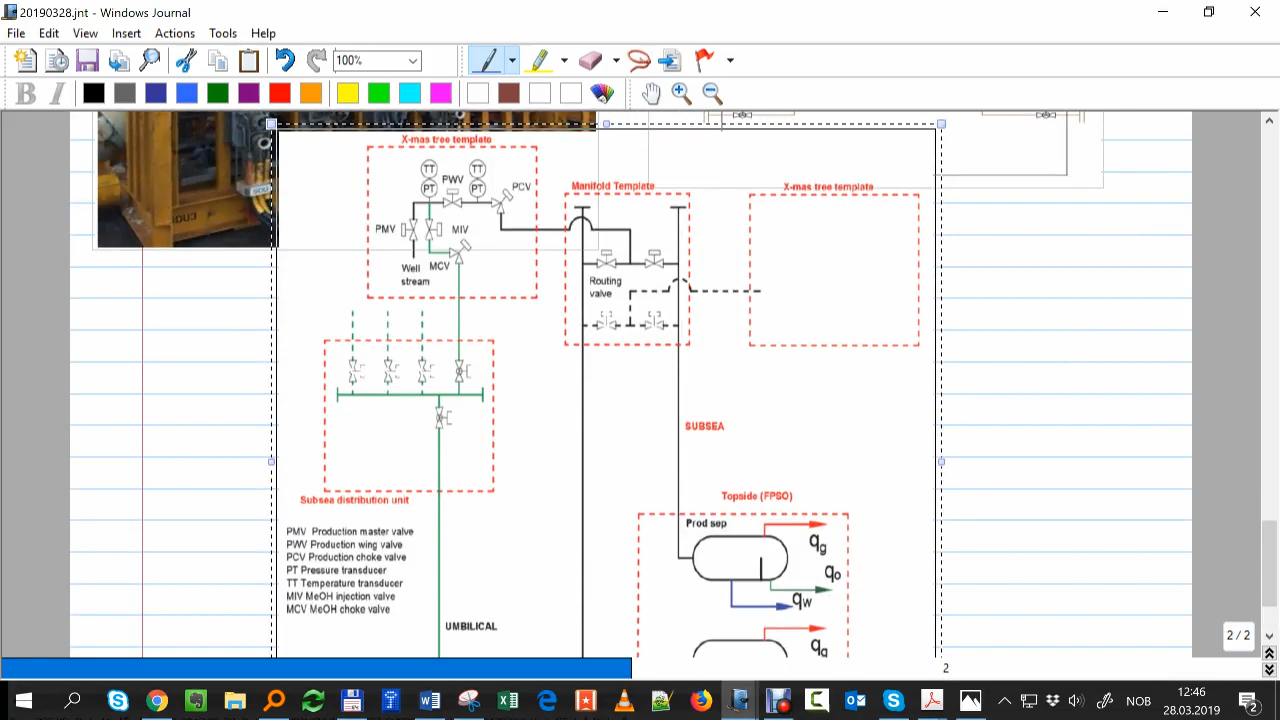 20190328.jnt - Windows Journal
File Edit View Insert Actions Tools Help
100%
B I
X-mas tree template
TT TT
PT PWV PT PCV
PMV MIV
Well stream MCV
Manifold Template
Routing valve
X-mas tree template
SUBSEA
Subsea distribution unit
Topside (FPSO)
Prod sep
qg
qo
qw
qg
PMV Production master valve
PWV Production wing valve
PCV Production choke valve
PT Pressure transducer
TT Temperature transducer
MIV MeOH injection valve
MCV MeOH choke valve
UMBILICAL
2 / 2
2
NOB
12:46
28.03.2019
2